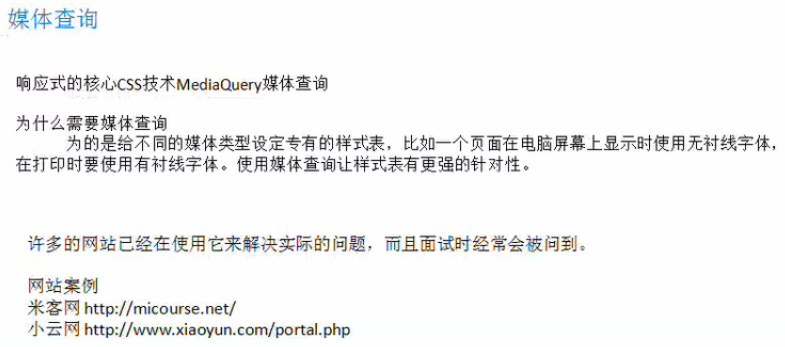 媒体查询
响应式的核心CSS技术MediaQuery媒体查询
为什么需要媒体查询
为的是给不同的媒体类型设定专有的样式表，比如一个页面在电脑屏幕上显示时使用无衬线字体，
在打印时要使用有衬线字体。使用媒体查询让样式表有更强的针对性。
许多的网站已经在使用它来解决实际的问题，而且面试时经常会被问到。
网站案例
米客网 http://micourse.net/
小云网 http://www.xiaoyun.com/portal.php